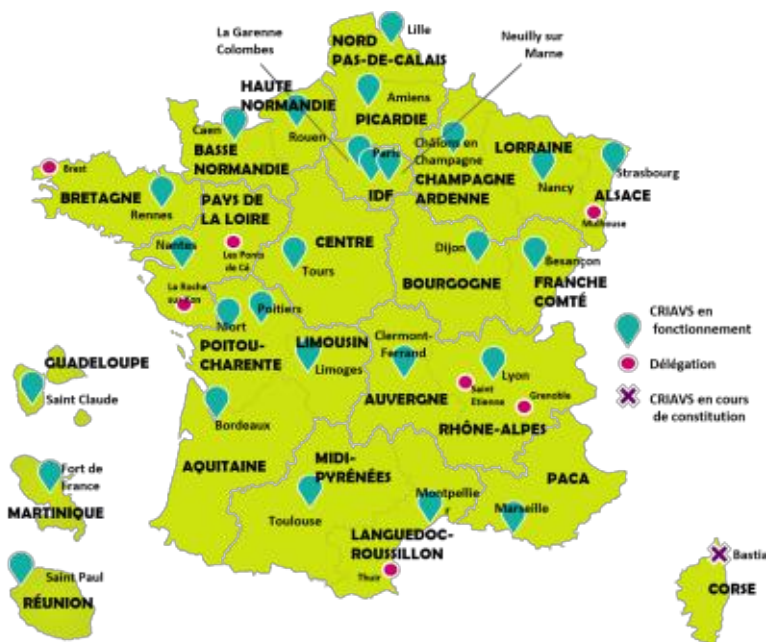 La Garenne
Colombes
Neuilly sur
Marne
Lille
NORD
PAS-DE-CALAIS
HAUTE
NORMANDIE
Amiens
PICARDIE
Caen
Rouen
BASSE
NORMANDIE
Paris
IDF
Châlons en
Champagne
CHAMPAGNE
ARDENNE
LORRAINE
Nancy
Strasbourg
ALSACE
Mulhouse
Brest
BRETAGNE
Rennes
PAYS DE
LA LOIRE
Nantes
Les Ponts
de Cé
La Roche
sur Yon
CENTRE
Tours
Dijon
BOURGOGNE
Besançon
FRANCHE
COMTÉ
CRIAVS en
fonctionnement
Délégation
CRIAVS en cours
de constitution
Niort
Poitiers
POITOU-
CHARENTE
LIMOUSIN
Limoges
Clermont-
Ferrand
AUVERGNE
Lyon
Saint
Etienne
Grenoble
RHÔNE-ALPES
GUADELOUPE
Saint Claude
Bordeaux
AQUITAINE
MIDI-
PYRÉNÉES
Toulouse
Montpellie
r
LANGUEDOC-
ROUSSILLON
Thuir
PACA
Marseille
Fort de
France
MARTINIQUE
Saint Paul
RÉUNION
Bastia
CORSE